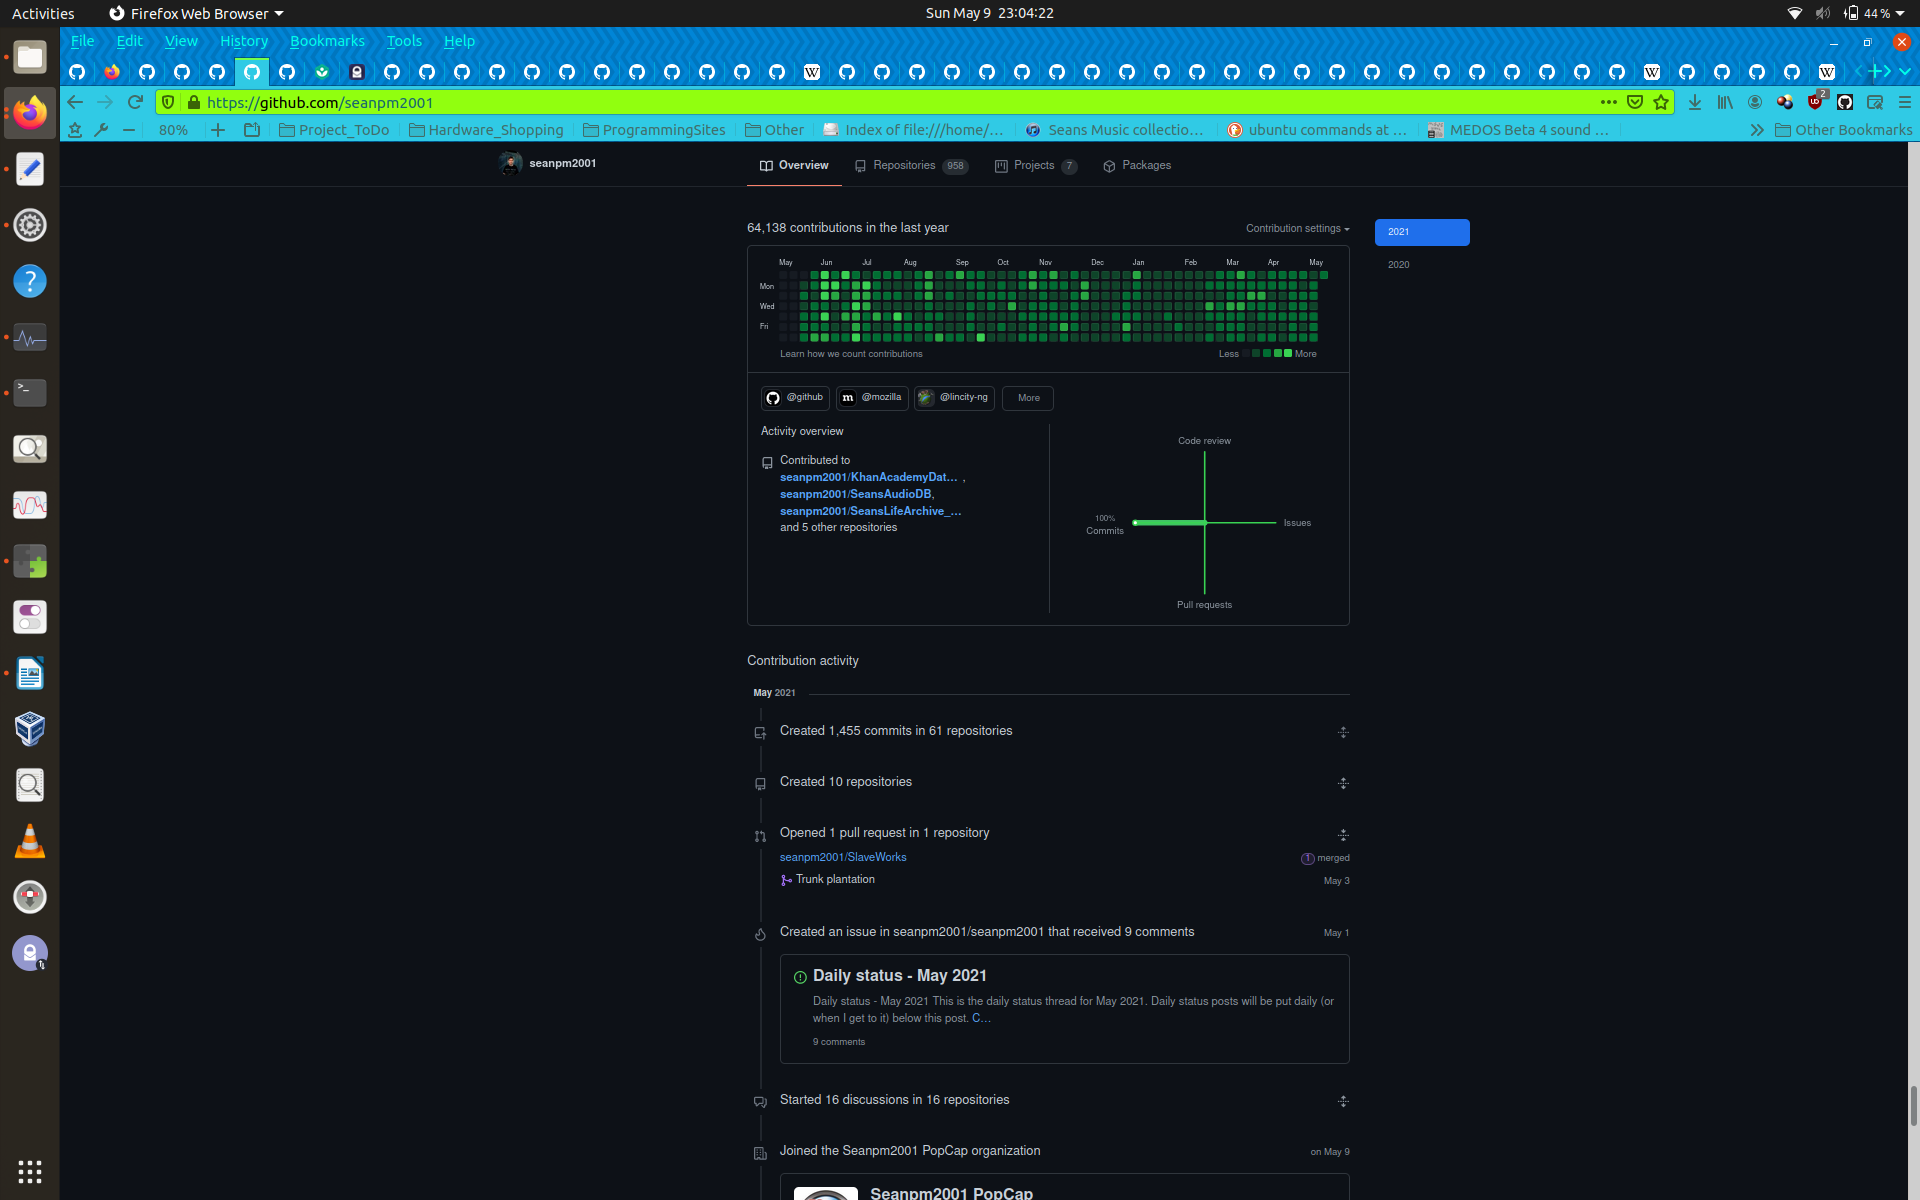 Activities
Firefox Web Browser
Sun May 9 23:04:22
44 %
File Edit View History Bookmarks Tools Help
https://github.com/seanpm2001
2
80%
Project_ToDo
Hardware_Shopping
ProgrammingSites
Other
Index of file:///home/...
Seans Music collectio...
ubuntu commands at ...
MEDOS Beta 4 sound ...
Other Bookmarks
seanpm2001
Overview
Repositories 958
Projects 7
Packages
64,138 contributions in the last year
Contribution settings
2021
2020
May Jun Jul Aug Sep Oct Nov Dec Jan Feb Mar Apr May
Mon
Wed
Fri
Learn how we count contributions
Less More
@github
@mozilla
@lincity-ng
More
Activity overview
Contributed to
seanpm2001/KhanAcademyDat... ,
seanpm2001/SeansAudioDB,
seanpm2001/SeansLifeArchive_...
and 5 other repositories
Code review
100%
Commits
Issues
Pull requests
Contribution activity
May 2021
Created 1,455 commits in 61 repositories
Created 10 repositories
Opened 1 pull request in 1 repository
seanpm2001/SlaveWorks
1 merged
Trunk plantation
May 3
Created an issue in seanpm2001/seanpm2001 that received 9 comments
May 1
Daily status - May 2021
Daily status - May 2021 This is the daily status thread for May 2021. Daily status posts will be put daily (or
when I get to it) below this post. C...
9 comments
Started 16 discussions in 16 repositories
Joined the Seanpm2001 PopCap organization
on May 9
Seanpm2001 PopCap